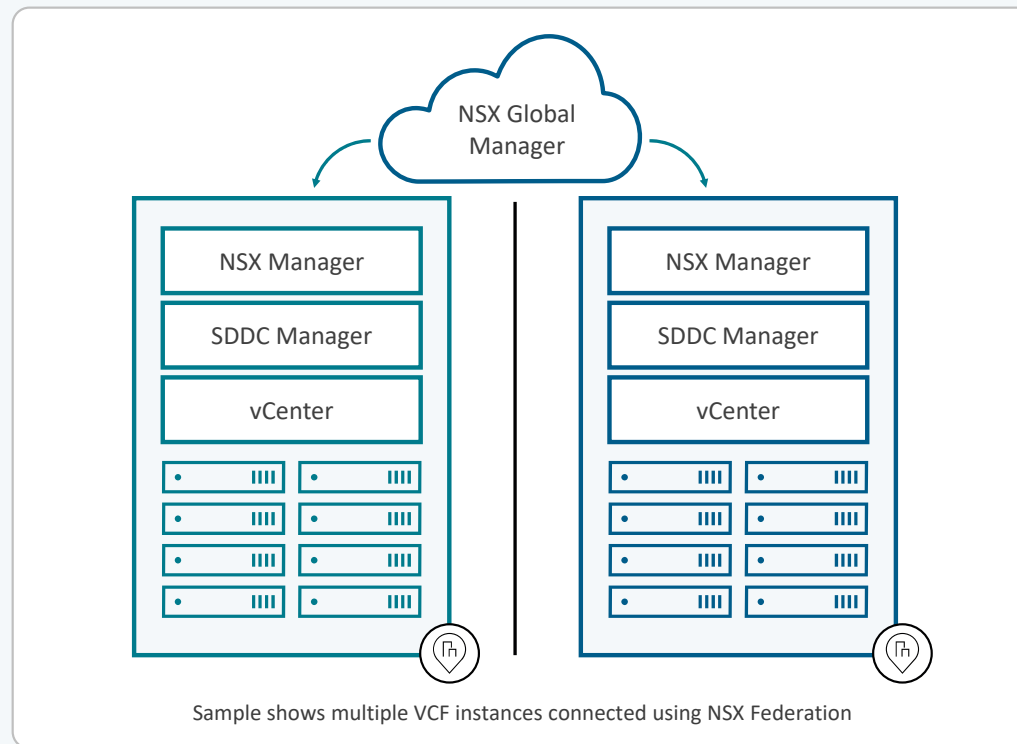 NSX Global
Manager
NSX Manager
SDDC Manager
vCenter
NSX Manager
SDDC Manager
vCenter
Sample shows multiple VCF instances connected using NSX Federation